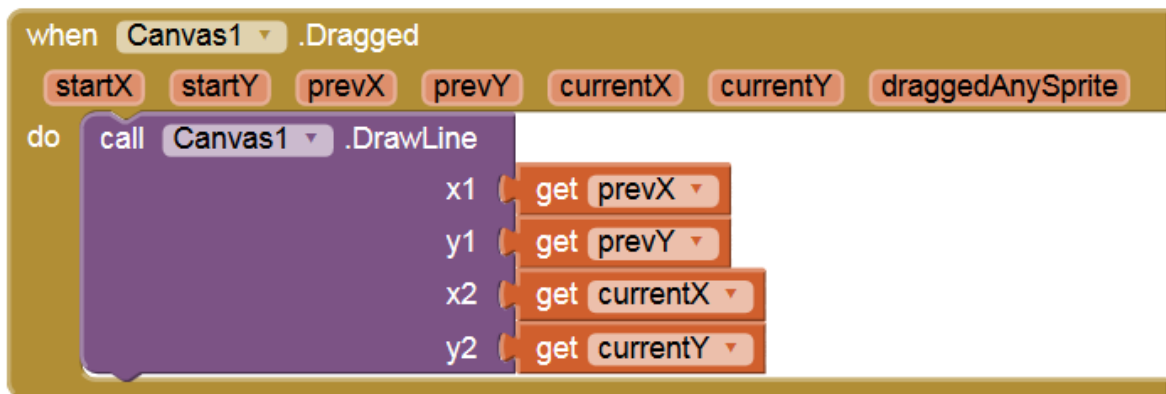 when Canvas1 .Dragged
startX startY prevX prevY currentX currentY draggedAnySprite
do call Canvas1 .DrawLine
x1 get prevX
y1 get prevY
x2 get currentX
y2 get currentY